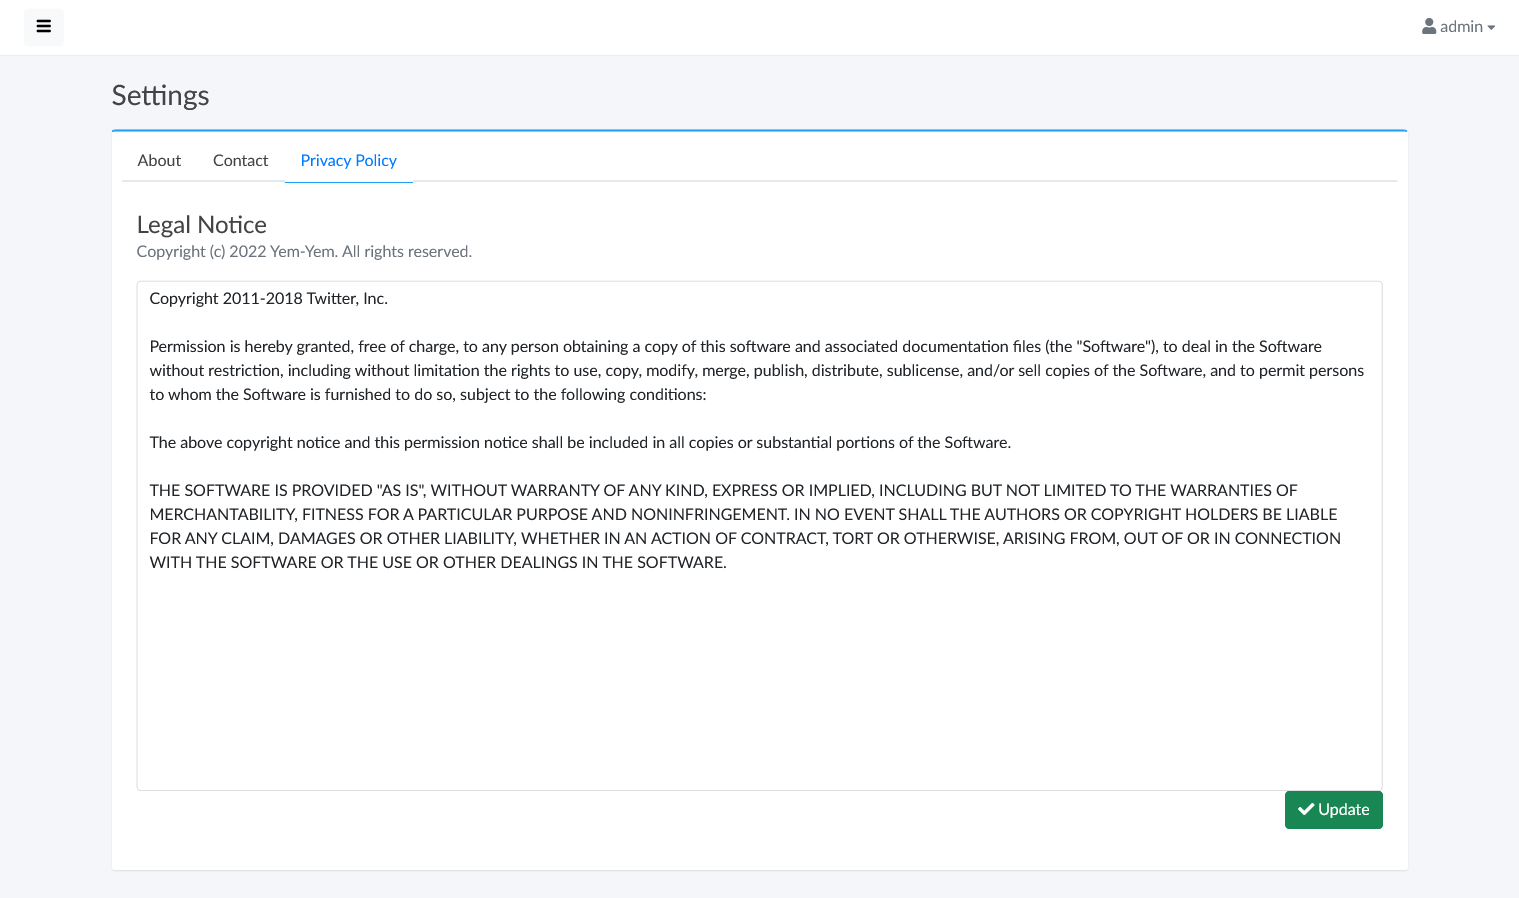 admin
Settings
About
Contact
Privacy Policy
Legal Notice
Copyright (c) 2022 Yem-Yem. All rights reserved.
Copyright 2011-2018 Twitter, Inc.
Permission is hereby granted, free of charge, to any person obtaining a copy of this software and associated documentation files (the "Software"), to deal in the Software
without restriction, including without limitation the rights to use, copy, modify, merge, publish, distribute, sublicense, and/or sell copies of the Software, and to permit persons
to whom the Software is furnished to do so, subject to the following conditions:
The above copyright notice and this permission notice shall be included in all copies or substantial portions of the Software.
THE SOFTWARE IS PROVIDED "AS IS", WITHOUT WARRANTY OF ANY KIND, EXPRESS OR IMPLIED, INCLUDING BUT NOT LIMITED TO THE WARRANTIES OF
MERCHANTABILITY, FITNESS FOR A PARTICULAR PURPOSE AND NONINFRINGEMENT. IN NO EVENT SHALL THE AUTHORS OR COPYRIGHT HOLDERS BE LIABLE
FOR ANY CLAIM, DAMAGES OR OTHER LIABILITY, WHETHER IN AN ACTION OF CONTRACT, TORT OR OTHERWISE, ARISING FROM, OUT OF OR IN CONNECTION
WITH THE SOFTWARE OR THE USE OR OTHER DEALINGS IN THE SOFTWARE.
Update